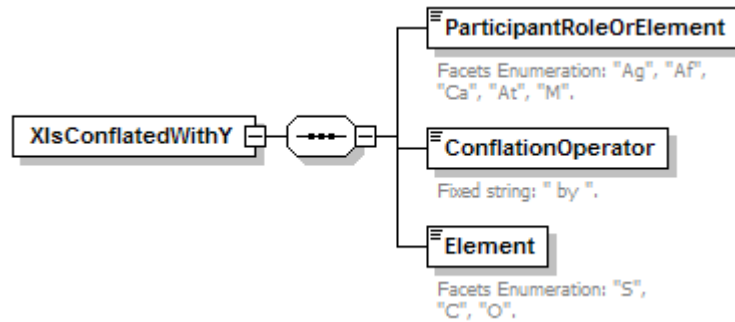 ParticipantRoleOrElement
Facets Enumeration: "Ag", "Af",
"Ca", "At", "M".
XIsConflatedWithY
ConflationOperator
Fixed string: " by ".
Element
Facets Enumeration: "S",
"C", "O".